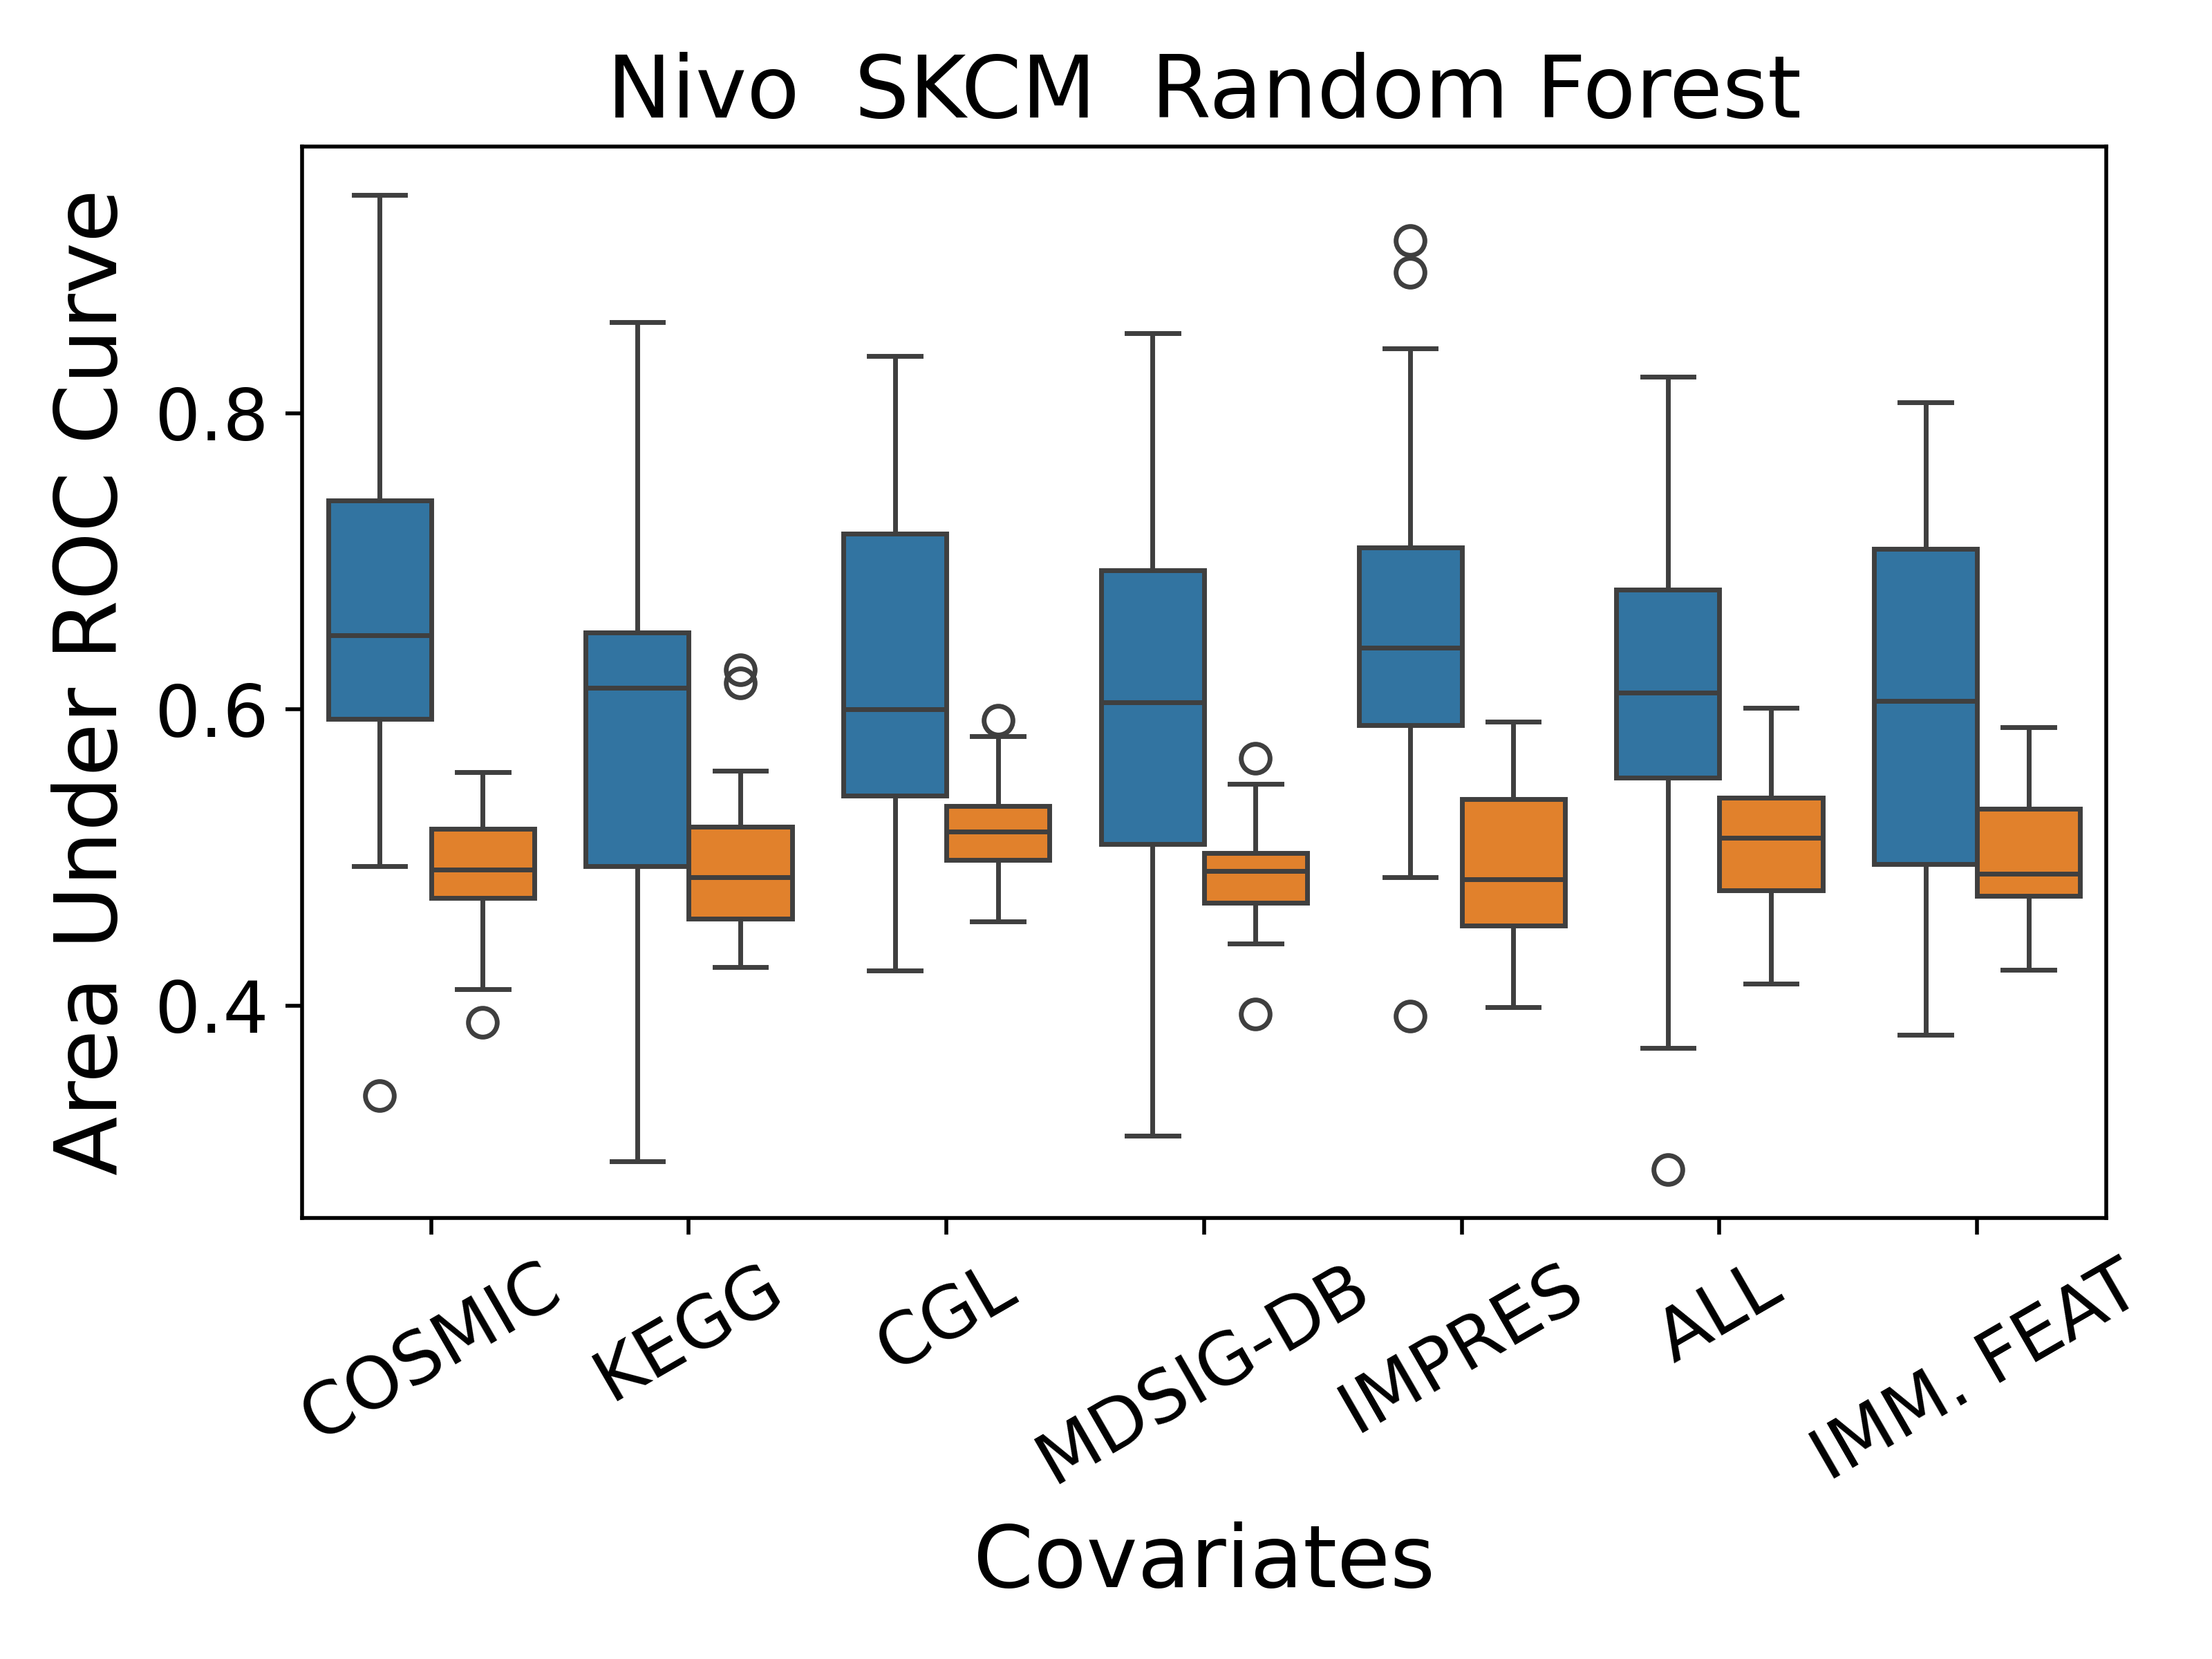 Nivo  SKCM  Random Forest
Area Under ROC Curve
0.8
0.6
0.4
COSMIC
KEGG
CGL
MDSIG-DB
IMPRES
ALL
IMM. FEAT
Covariates